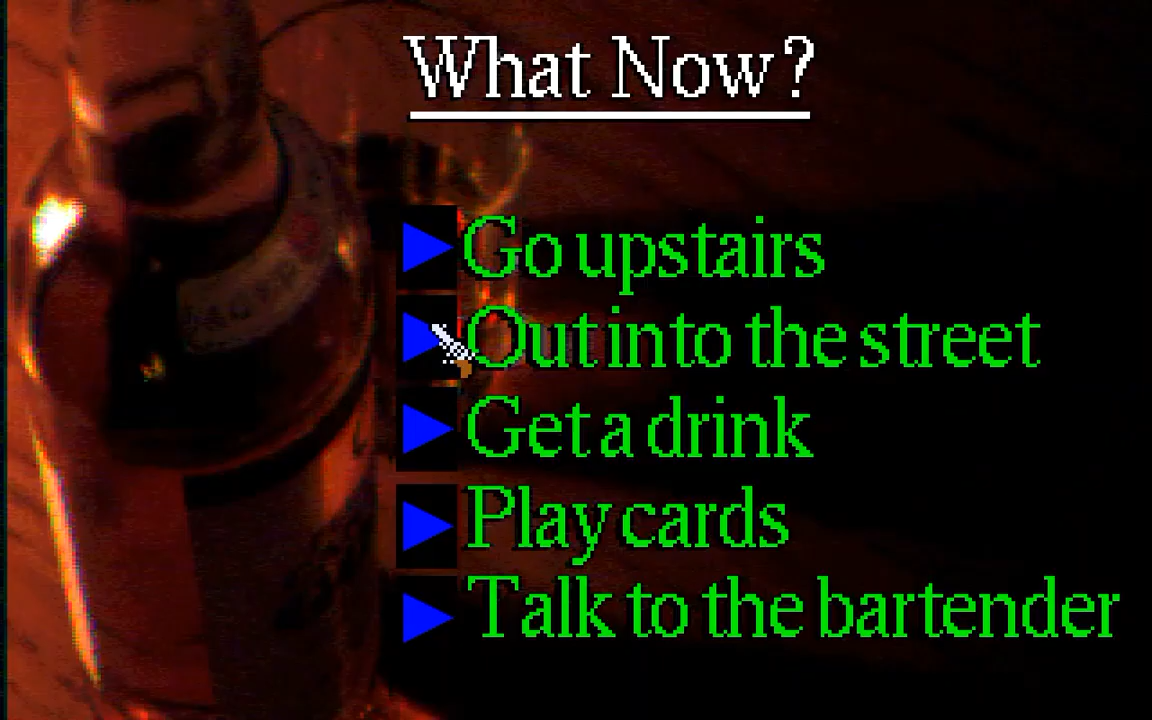 What Now?
Go upstairs
Out into the street
Get a drink
Play cards
Talk to the bartender